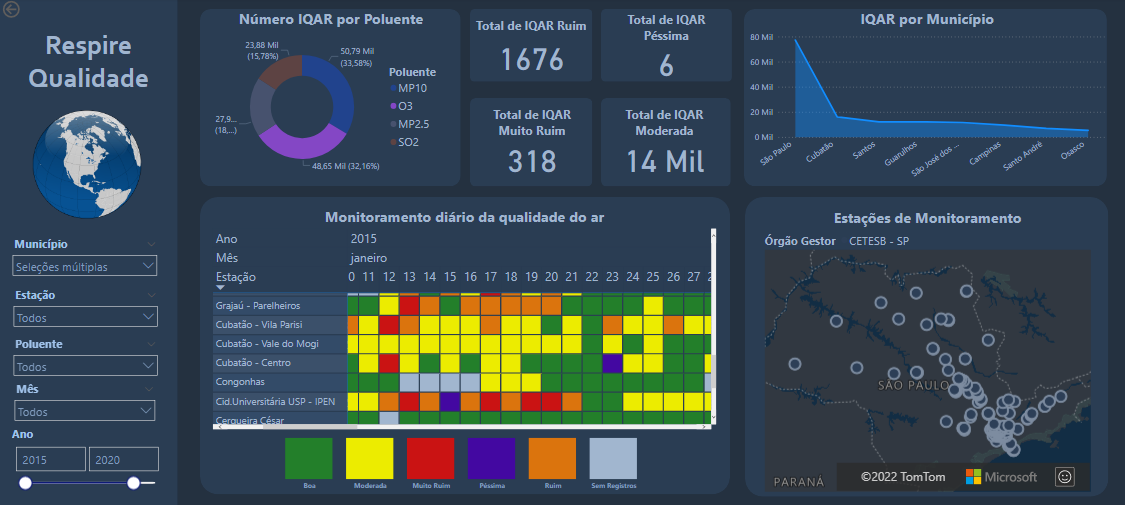 Respire
Qualidade
Município
Seleções múltiplas
Estação
Todos
Poluente
Todos
Mês
Todos
Ano
2015
2020
Número IQAR por Poluente
23,88 Mil
(15,78%)
50,79 Mil
(33,58%)
27,9...
(18,...)
48,65 Mil (32,16%)
Poluente
MP10
O3
MP2.5
SO2
Total de IQAR Ruim
1676
Total de IQAR
Péssima
6
Total de IQAR
Muito Ruim
318
Total de IQAR
Moderada
14 Mil
IQAR por Município
80 Mil
60 Mil
40 Mil
20 Mil
0 Mil
São Paulo
Cubatão
Santos
Guarulhos
São José dos ...
Campinas
Santo André
Osasco
Monitoramento diário da qualidade do ar
Ano 2015
Mês janeiro
Estação 0 11 12 13 14 15 16 17 18 19 20 21 22 23 24 25 26 27 2
Grajaú - Parelheiros
Cubatão - Vila Parisi
Cubatão - Vale do Mogi
Cubatão - Centro
Congonhas
Cid.Universitária USP - IPEN
Cerqueira César
Boa
Moderada
Muito Ruim
Péssima
Ruim
Sem Registros
Estações de Monitoramento
Órgão Gestor CETESB - SP
SÃO PAULO
PARANÁ
©2022 TomTom
Microsoft